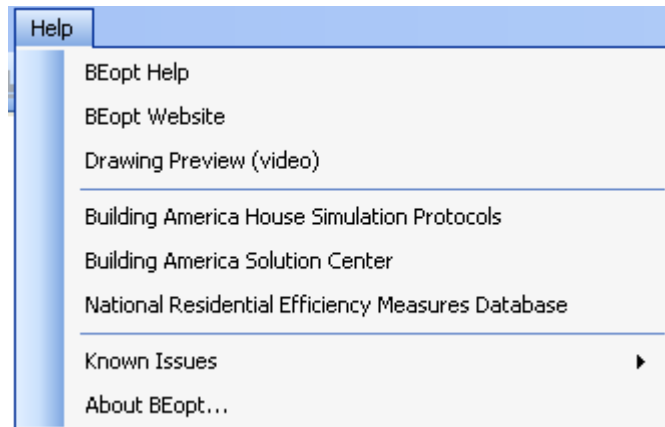 Help
BEopt Help
BEopt Website
Drawing Preview (video)
Building America House Simulation Protocols
Building America Solution Center
National Residential Efficiency Measures Database
Known Issues
About BEopt...